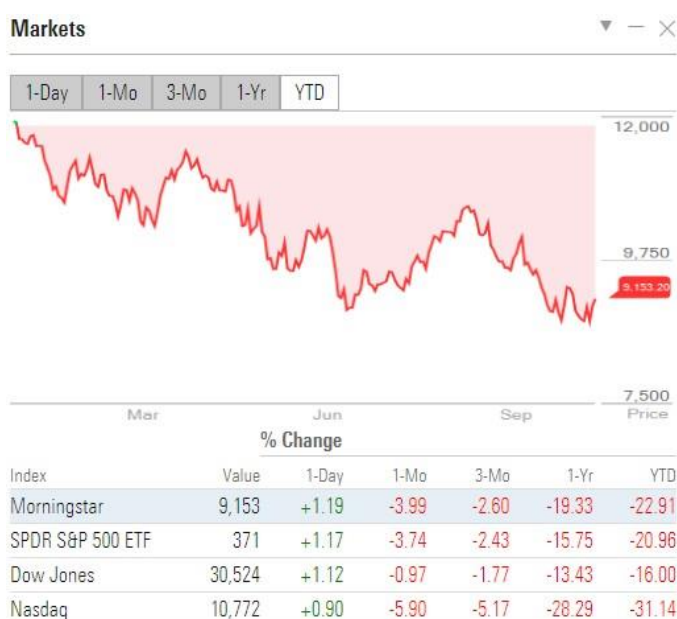 Markets
1-Day 1-Mo 3-Mo 1-Yr YTD
12,000
9,750
9,153.20
7,500
Mar Jun Sep Price
% Change
Index Value 1-Day 1-Mo 3-Mo 1-Yr YTD
Morningstar 9,153 +1.19 -3.99 -2.60 -19.33 -22.91
SPDR S&P 500 ETF 371 +1.17 -3.74 -2.43 -15.75 -20.96
Dow Jones 30,524 +1.12 -0.97 -1.77 -13.43 -16.00
Nasdaq 10,772 +0.90 -5.90 -5.17 -28.29 -31.14